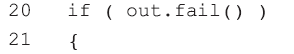 20 if ( out.fail() )
21 {